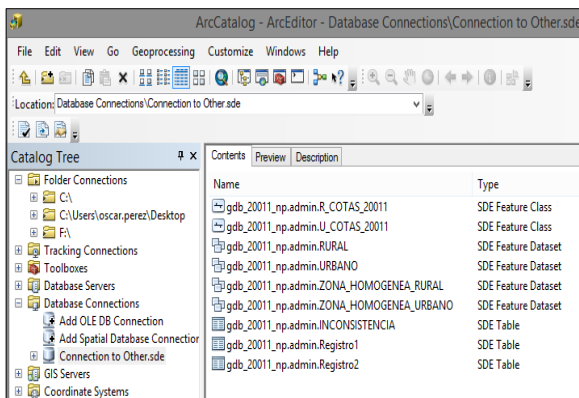 ArcCatalog - ArcEditor - Database Connections\Connection to Other.sde
File Edit View Go Geoprocessing Customize Windows Help
Location: Database Connections\Connection to Other.sde
Catalog Tree
Folder Connections
C:\
C:\Users\oscar.perez\Desktop
F:\
Tracking Connections
Toolboxes
Database Servers
Database Connections
Add OLE DB Connection
Add Spatial Database Connection
Connection to Other.sde
GIS Servers
Coordinate Systems
Contents Preview Description
Name Type
gdb_20011_np.admin.R_COTAS_20011 SDE Feature Class
gdb_20011_np.admin.U_COTAS_20011 SDE Feature Class
gdb_20011_np.admin.RURAL SDE Feature Dataset
gdb_20011_np.admin.URBANO SDE Feature Dataset
gdb_20011_np.admin.ZONA_HOMOGENEA_RURAL SDE Feature Dataset
gdb_20011_np.admin.ZONA_HOMOGENEA_URBANO SDE Feature Dataset
gdb_20011_np.admin.INCONSISTENCIA SDE Table
gdb_20011_np.admin.Registro1 SDE Table
gdb_20011_np.admin.Registro2 SDE Table